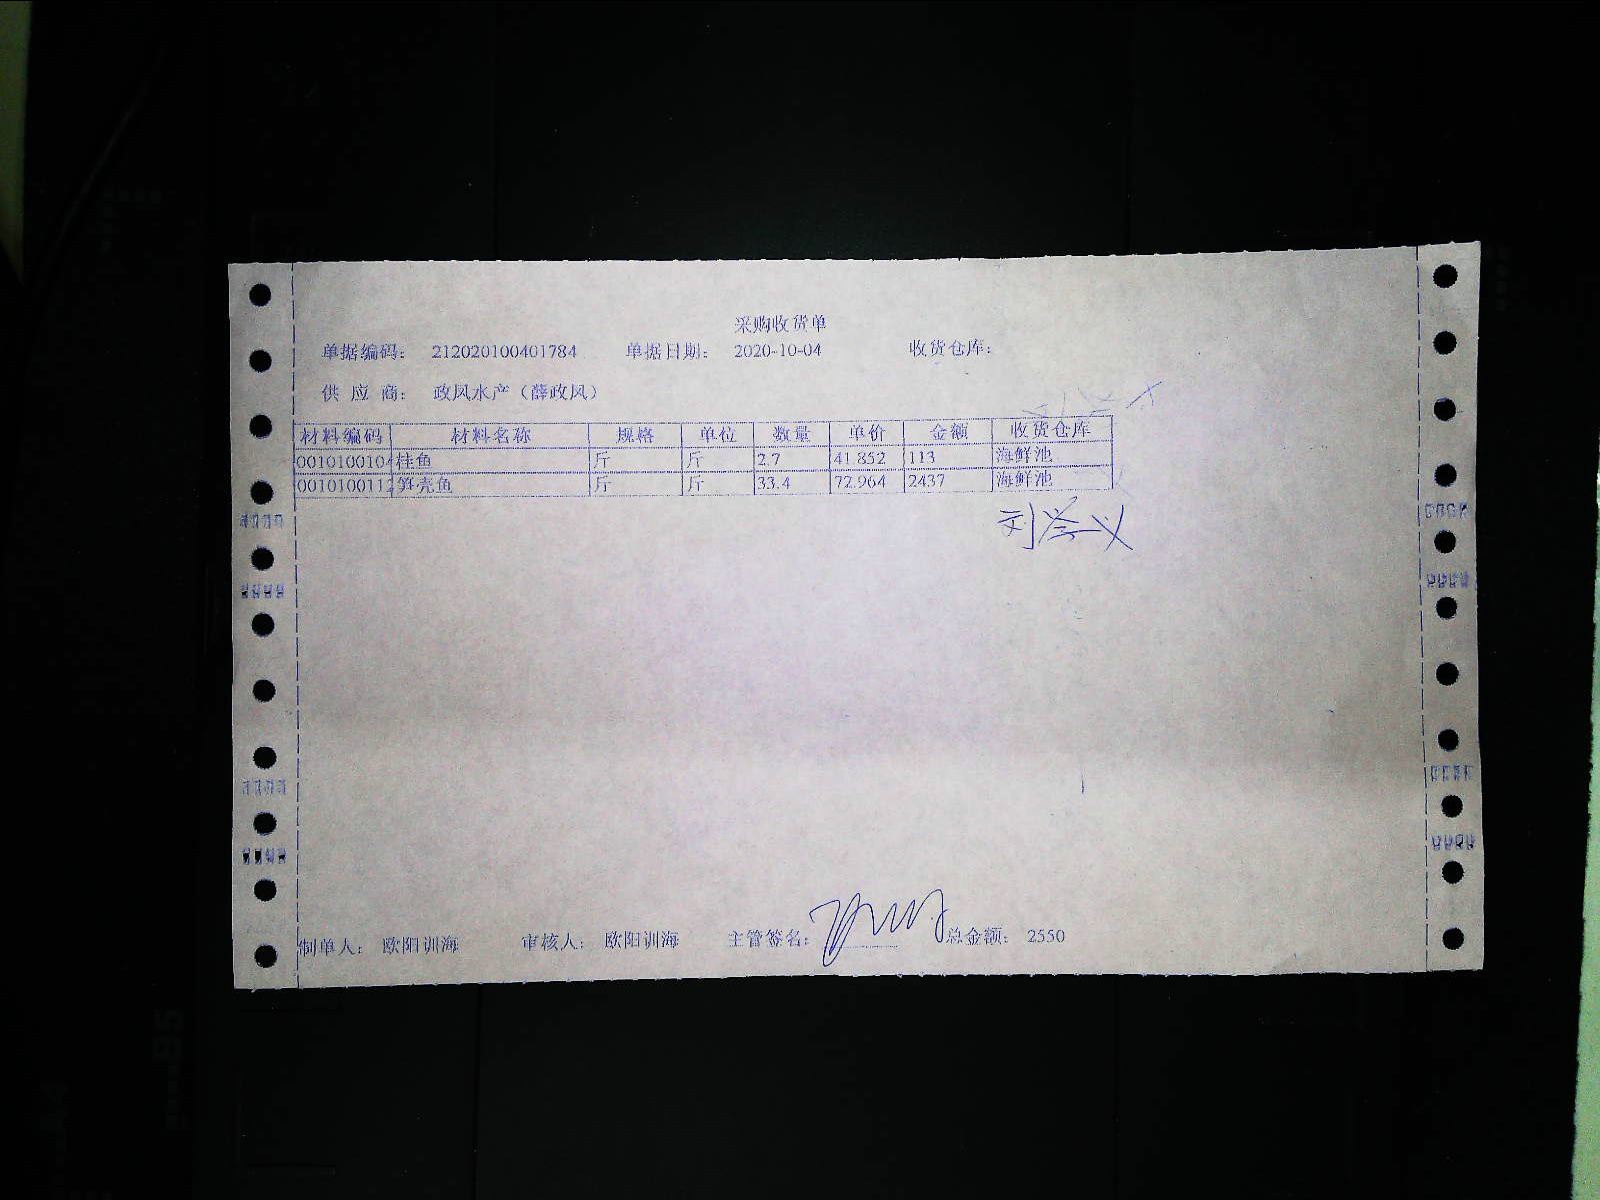 采购收货单
单据编码： 212020100401784 单据日期： 2020-10-04 收货仓库：
供 应 商： 政风水产（薛政风）
材料编码 材料名称 规格 单位 数量 单价 金额 收货仓库
0010100104 桂鱼 斤 斤 2.7 41.852 113 海鲜池
0010100112 笋壳鱼 斤 斤 33.4 72.964 2437 海鲜池
制单人： 欧阳训海 审核人： 欧阳训海 主管签名： 总金额： 2550